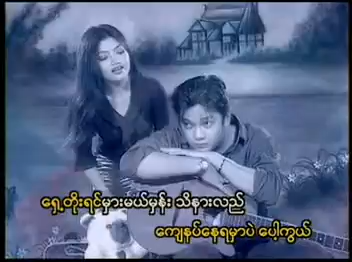 ရှေ့တိုးရင်မှားမယ်မှန်း သိနားလည်
ကျေနပ်နေရမှာပဲ ပေါ့ကွယ်